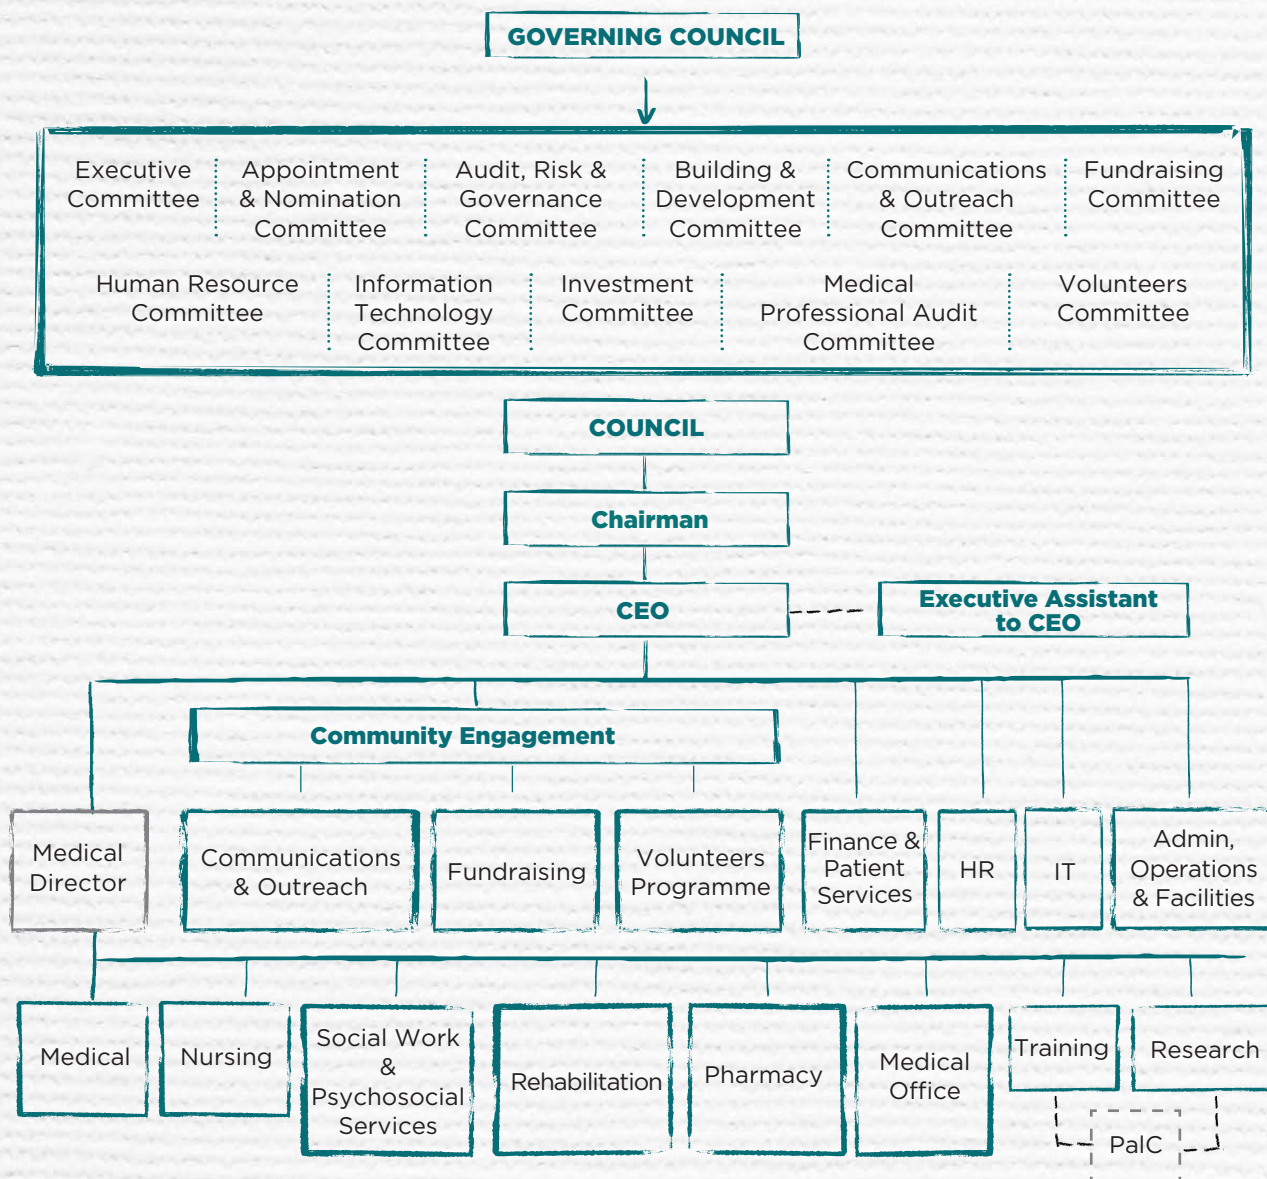 GOVERNING COUNCIL
Executive
Committee
Appointment
& Nomination
Committee
Audit, Risk &
Governance
Committee
Building &
Development
Committee
Communications
& Outreach
Committee
Fundraising
Committee
Human Resource
Committee
Information
Technology
Committee
Investment
Committee
Medical
Professional Audit
Committee
Volunteers
Committee
COUNCIL
Chairman
CEO
Executive Assistant
to CEO
Community Engagement
Medical
Director
Communications
& Outreach
Fundraising
Volunteers
Programme
Finance &
Patient
Services
HR
IT
Admin,
Operations
& Facilities
Medical
Nursing
Social Work
&
Psychosocial
Services
Rehabilitation
Pharmacy
Medical
Office
Training
Research
PalC